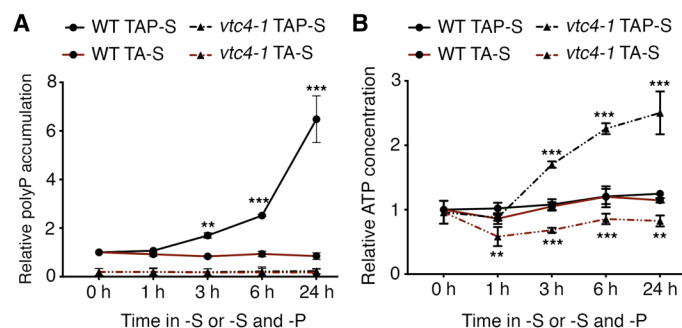 A
WT TAP-S
vtc4-1 TAP-S
WT TA-S
vtc4-1 TA-S
Relative polyP accumulation
8
6
4
2
0
***
***
**
0 h 1 h 3 h 6 h 24 h
Time in -S or -S and -P
B
WT TAP-S
vtc4-1 TAP-S
WT TA-S
vtc4-1 TA-S
Relative ATP concentration
3
2
1
0
***
***
***
**
***
***
**
0 h 1 h 3 h 6 h 24 h
Time in -S or -S and -P